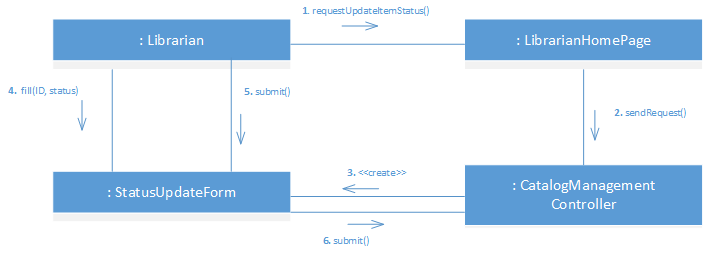 1. requestUpdateItemStatus()
: Librarian
: LibrarianHomePage
4. fill(ID, status)
5. submit()
2. sendRequest()
3. <<create>>
: StatusUpdateForm
: CatalogManagement
Controller
6. submit()